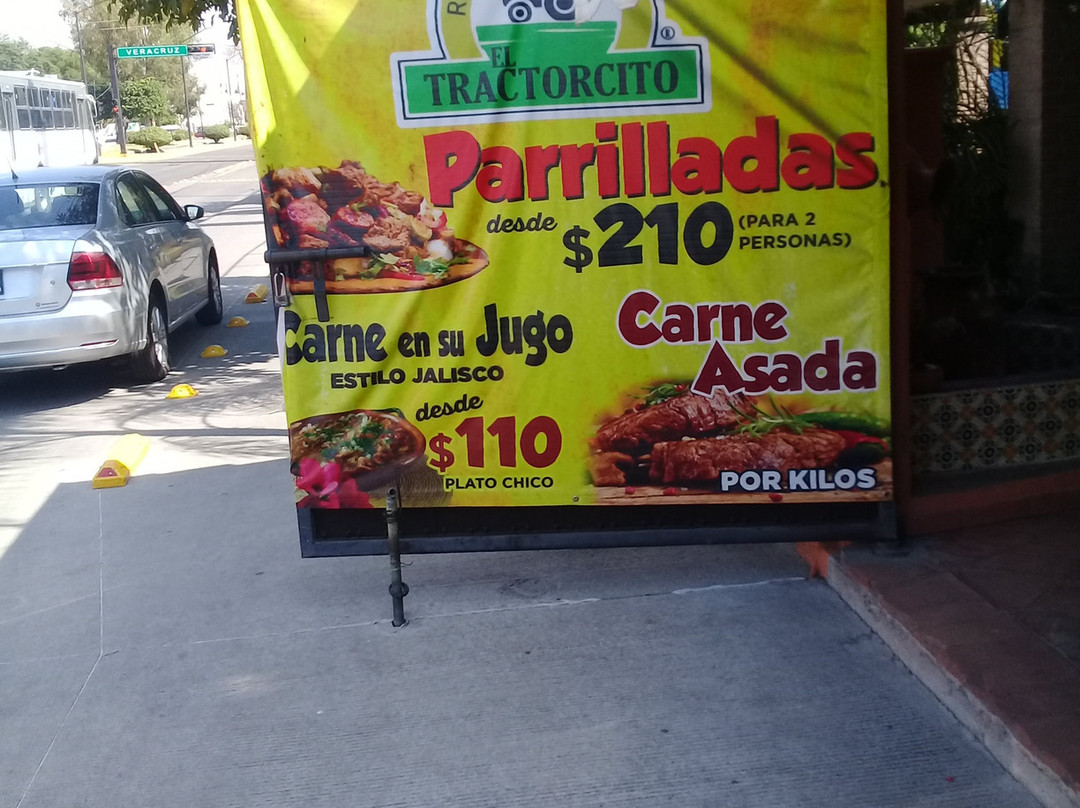 VERACRUZ
R
EL
TRACTORCITO
®
Parrilladas
desde
$210
(PARA 2
PERSONAS)
Carne en su Jugo
ESTILO JALISCO
desde
$110
PLATO CHICO
Carne
Asada
POR KILOS